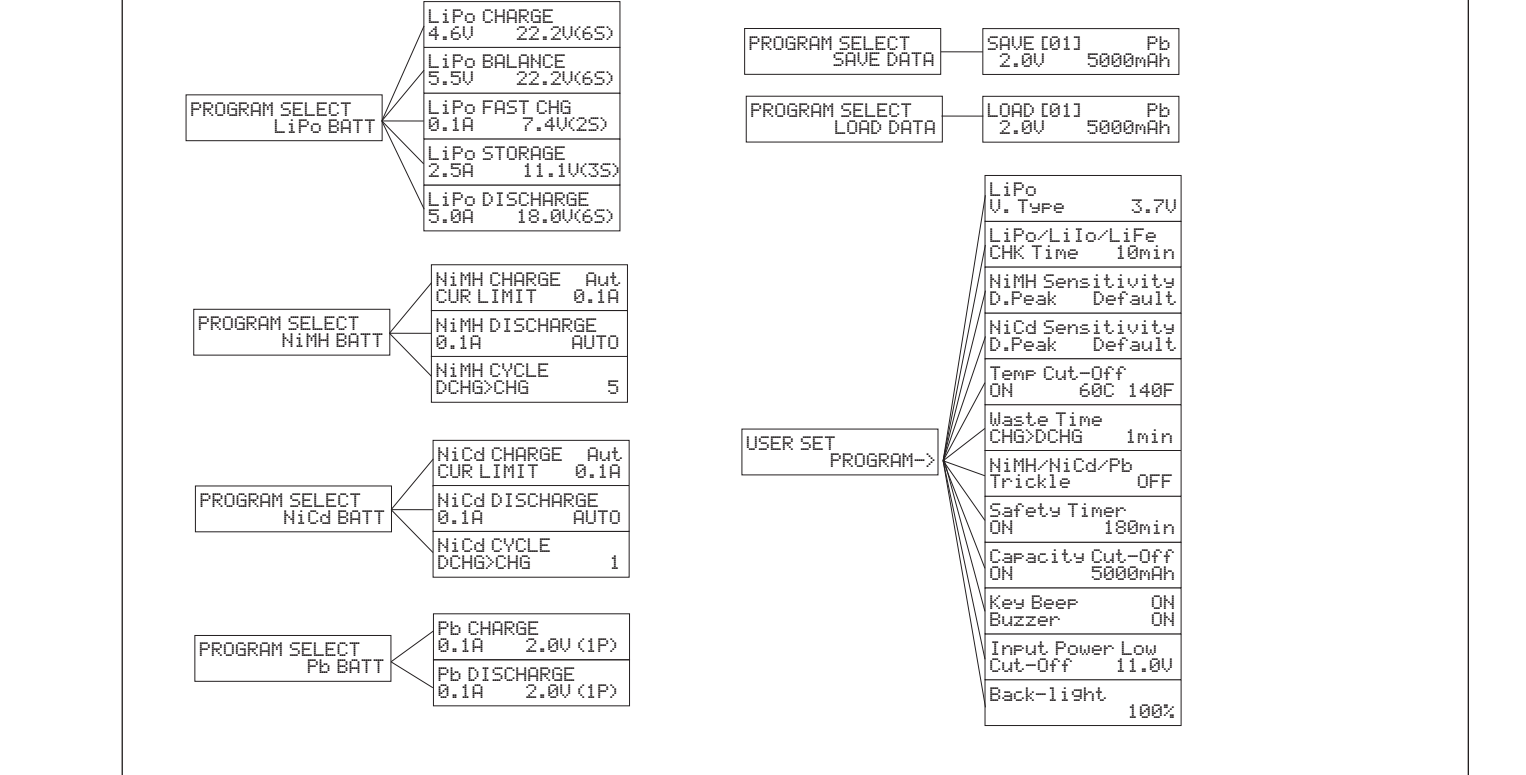 PROGRAM SELECT
LiPo BATT
LiPo CHARGE
4.6V 22.2V(6S)
LiPo BALANCE
5.5V 22.2V(6S)
LiPo FAST CHG
0.1A 7.4V(2S)
LiPo STORAGE
2.5A 11.1V(3S)
LiPo DISCHARGE
5.0A 18.0V(6S)
PROGRAM SELECT
NiMH BATT
NiMH CHARGE Aut
CUR LIMIT 0.1A
NiMH DISCHARGE
0.1A AUTO
NiMH CYCLE
DCHG>CHG 5
PROGRAM SELECT
NiCd BATT
NiCd CHARGE Aut
CUR LIMIT 0.1A
NiCd DISCHARGE
0.1A AUTO
NiCd CYCLE
DCHG>CHG 1
PROGRAM SELECT
Pb BATT
Pb CHARGE
0.1A 2.0V (1P)
Pb DISCHARGE
0.1A 2.0V (1P)
PROGRAM SELECT
SAVE DATA
SAVE [01] Pb
2.0V 5000mAh
PROGRAM SELECT
LOAD DATA
LOAD [01] Pb
2.0V 5000mAh
USER SET
PROGRAM->
LiPo
V. Type 3.7V
LiPo/LiIo/LiFe
CHK Time 10min
NiMH Sensitivity
D.Peak Default
NiCd Sensitivity
D.Peak Default
Temp Cut-Off
ON 60C 140F
Waste Time
CHG>DCHG 1min
NiMH/NiCd/Pb
Trickle OFF
Safety Timer
ON 180min
Capacity Cut-Off
ON 5000mAh
Key Beep ON
Buzzer ON
Input Power Low
Cut-Off 11.0V
Back-light
100%